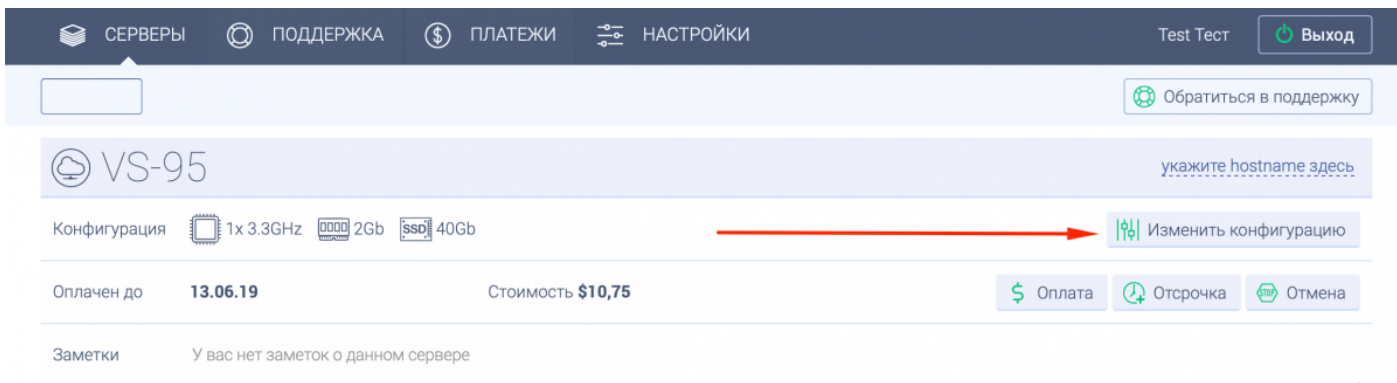 СЕРВЕРЫ ПОДДЕРЖКА ПЛАТЕЖИ НАСТРОЙКИ Test Тест Выход
Обратиться в поддержку
VS-95 укажите hostname здесь
Конфигурация 1x 3.3GHz 2Gb SSD 40Gb Изменить конфигурацию
Оплачен до 13.06.19 Стоимость $10,75 Оплата Отсрочка STOP Отмена
Заметки У вас нет заметок о данном сервере